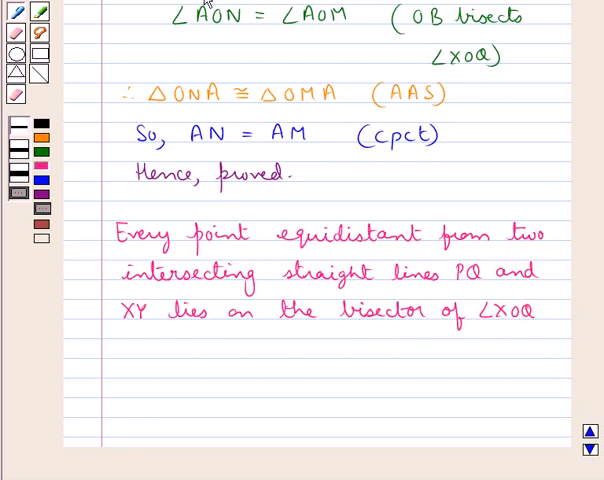 ∠AON = ∠AOM (OB bisects
∠XOQ)
∴ △ONA ≅ △OMA (AAS)
So, AN = AM (cpct)
Hence, proved.
Every point equidistant from two
intersecting straight lines PQ and
XY lies on the bisector of ∠XOQ